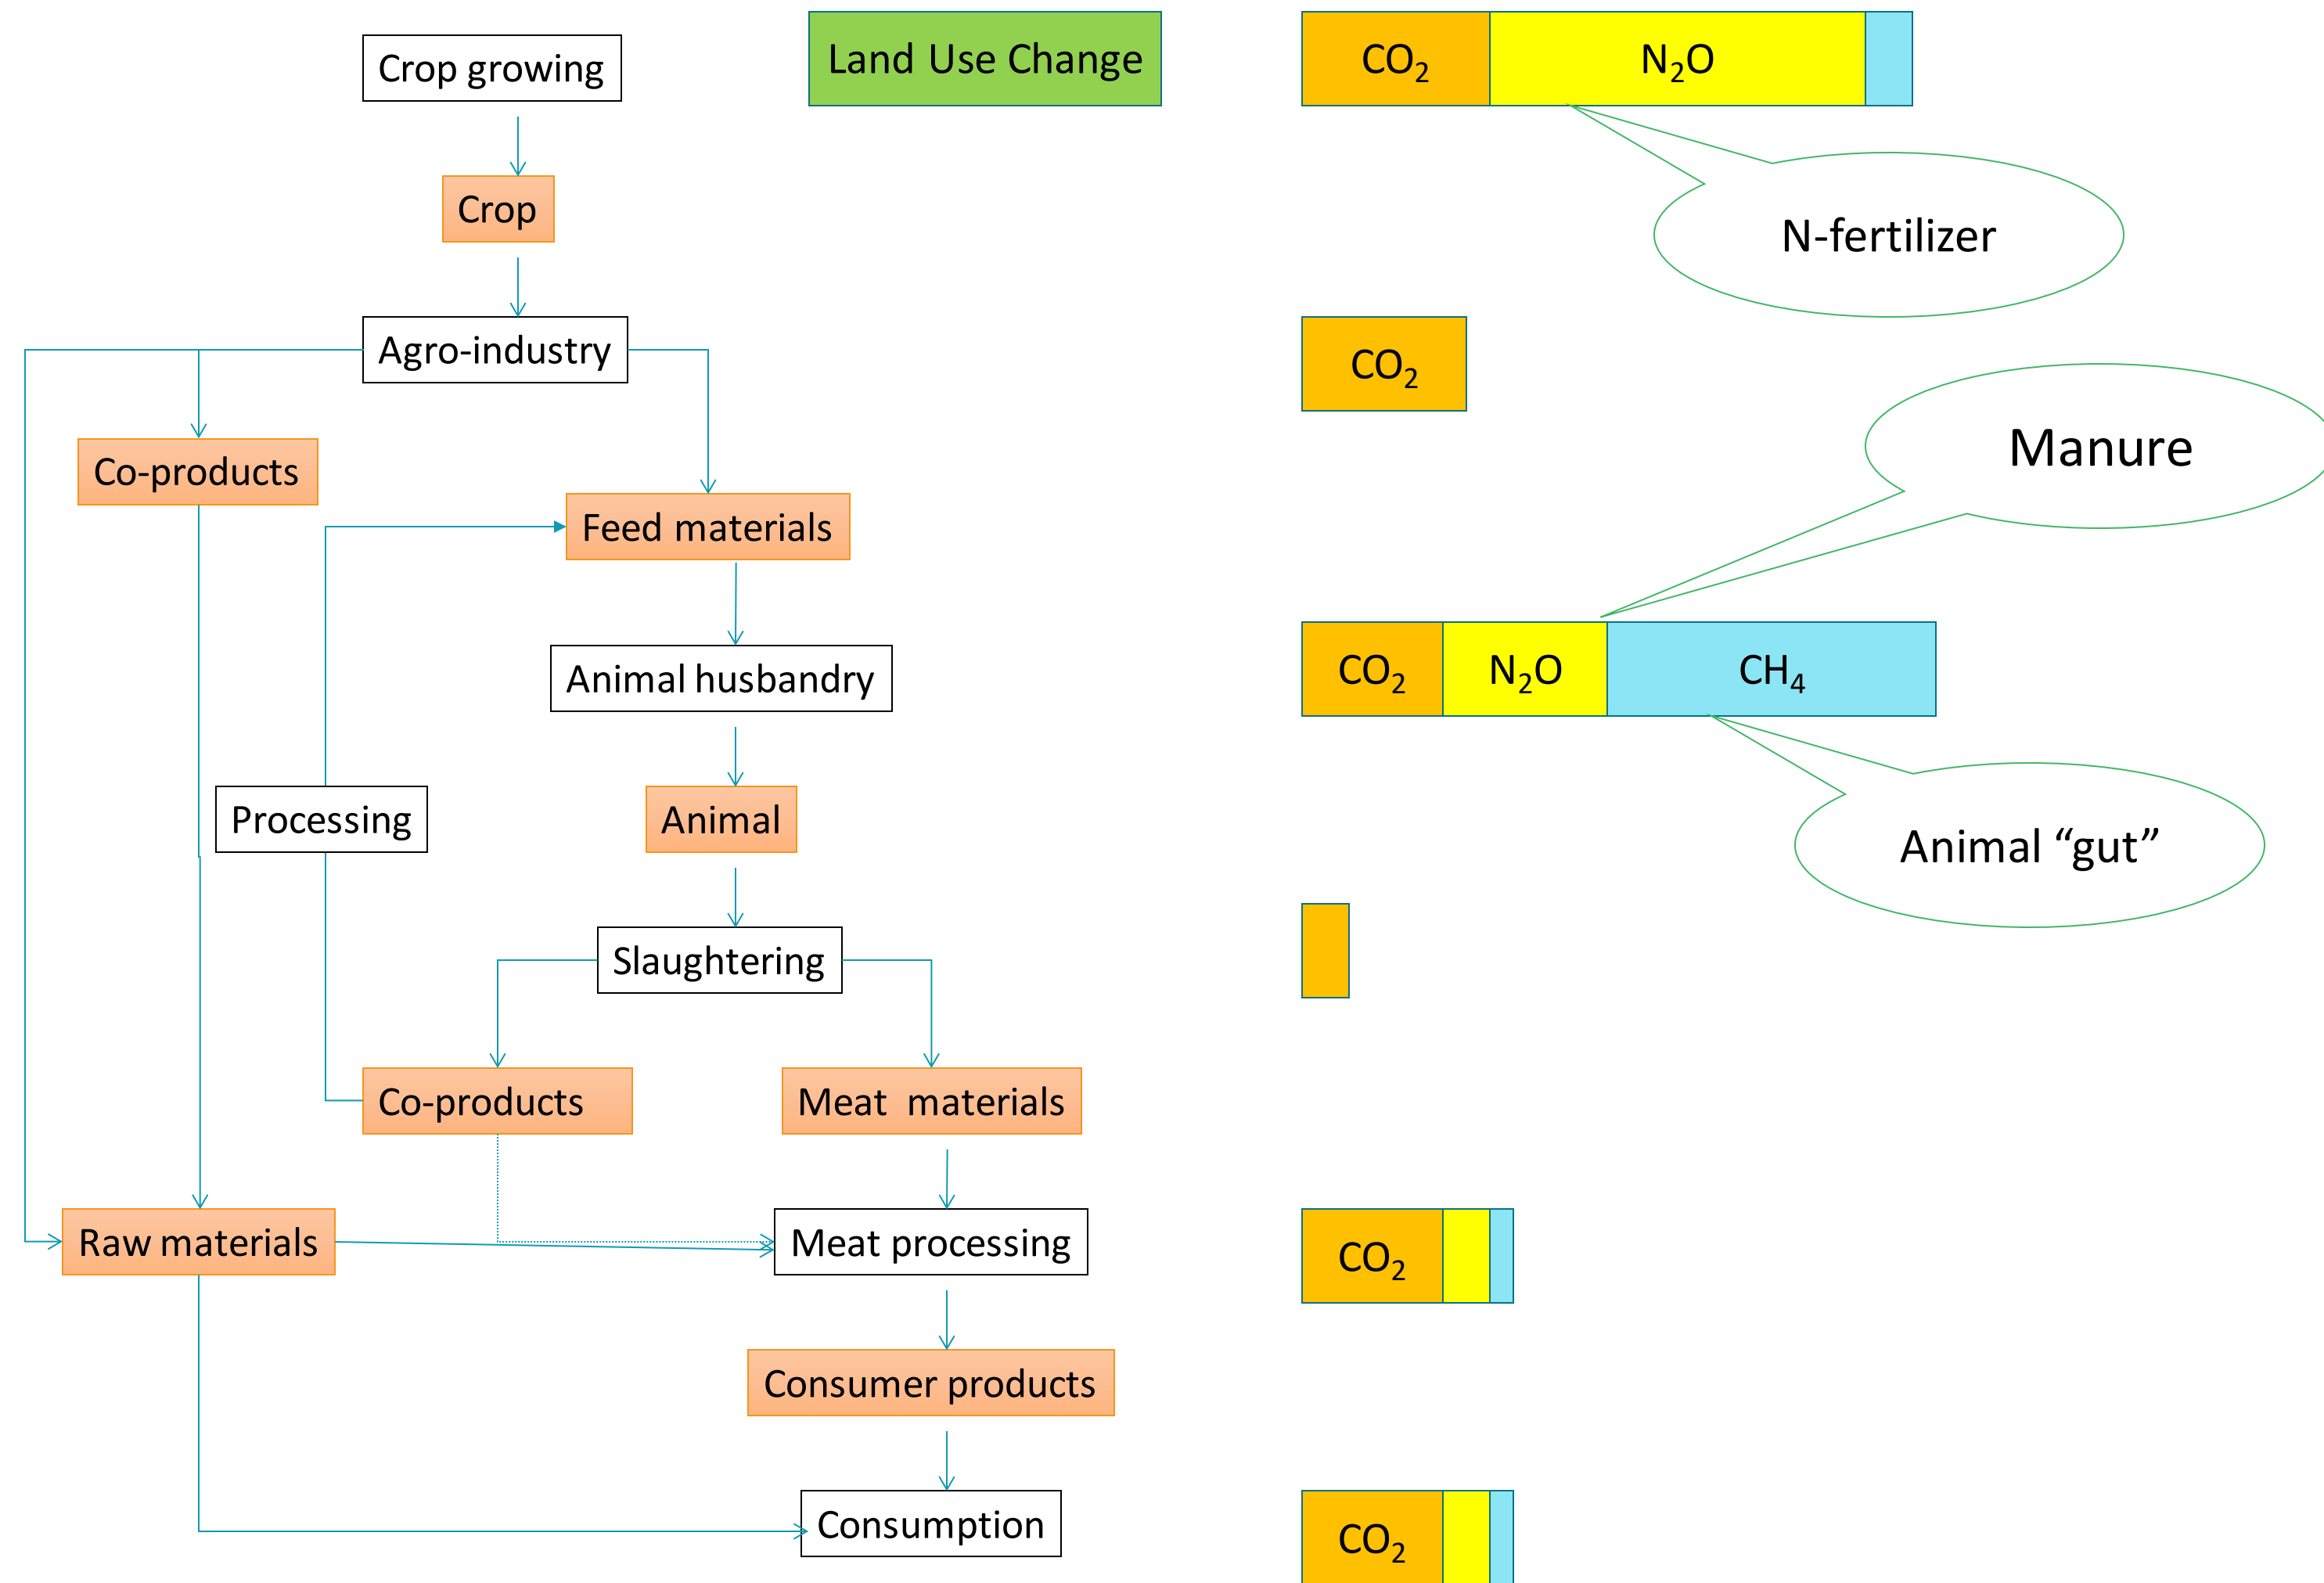 Crop growing
Land Use Change
CO₂
N₂O
Crop
N-fertilizer
Agro-industry
CO₂
Manure
Co-products
Feed materials
Animal husbandry
CO₂
N₂O
CH₄
Processing
Animal
Animal “gut”
Slaughtering
Co-products
Meat materials
Raw materials
Meat processing
CO₂
Consumer products
Consumption
CO₂